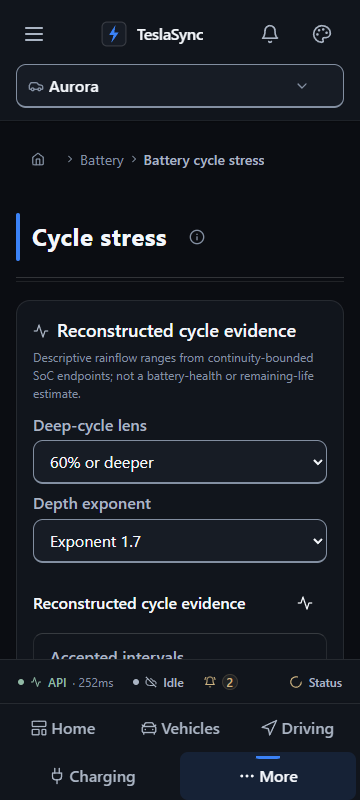 TeslaSync
Aurora
Battery
Battery cycle stress
Cycle stress
Reconstructed cycle evidence
Descriptive rainflow ranges from continuity-bounded
SoC endpoints; not a battery-health or remaining-life
estimate.
Deep-cycle lens
60% or deeper
Depth exponent
Exponent 1.7
Reconstructed cycle evidence
Accepted intervals
API · 252ms
Idle
2
Status
Home
Vehicles
Driving
Charging
More